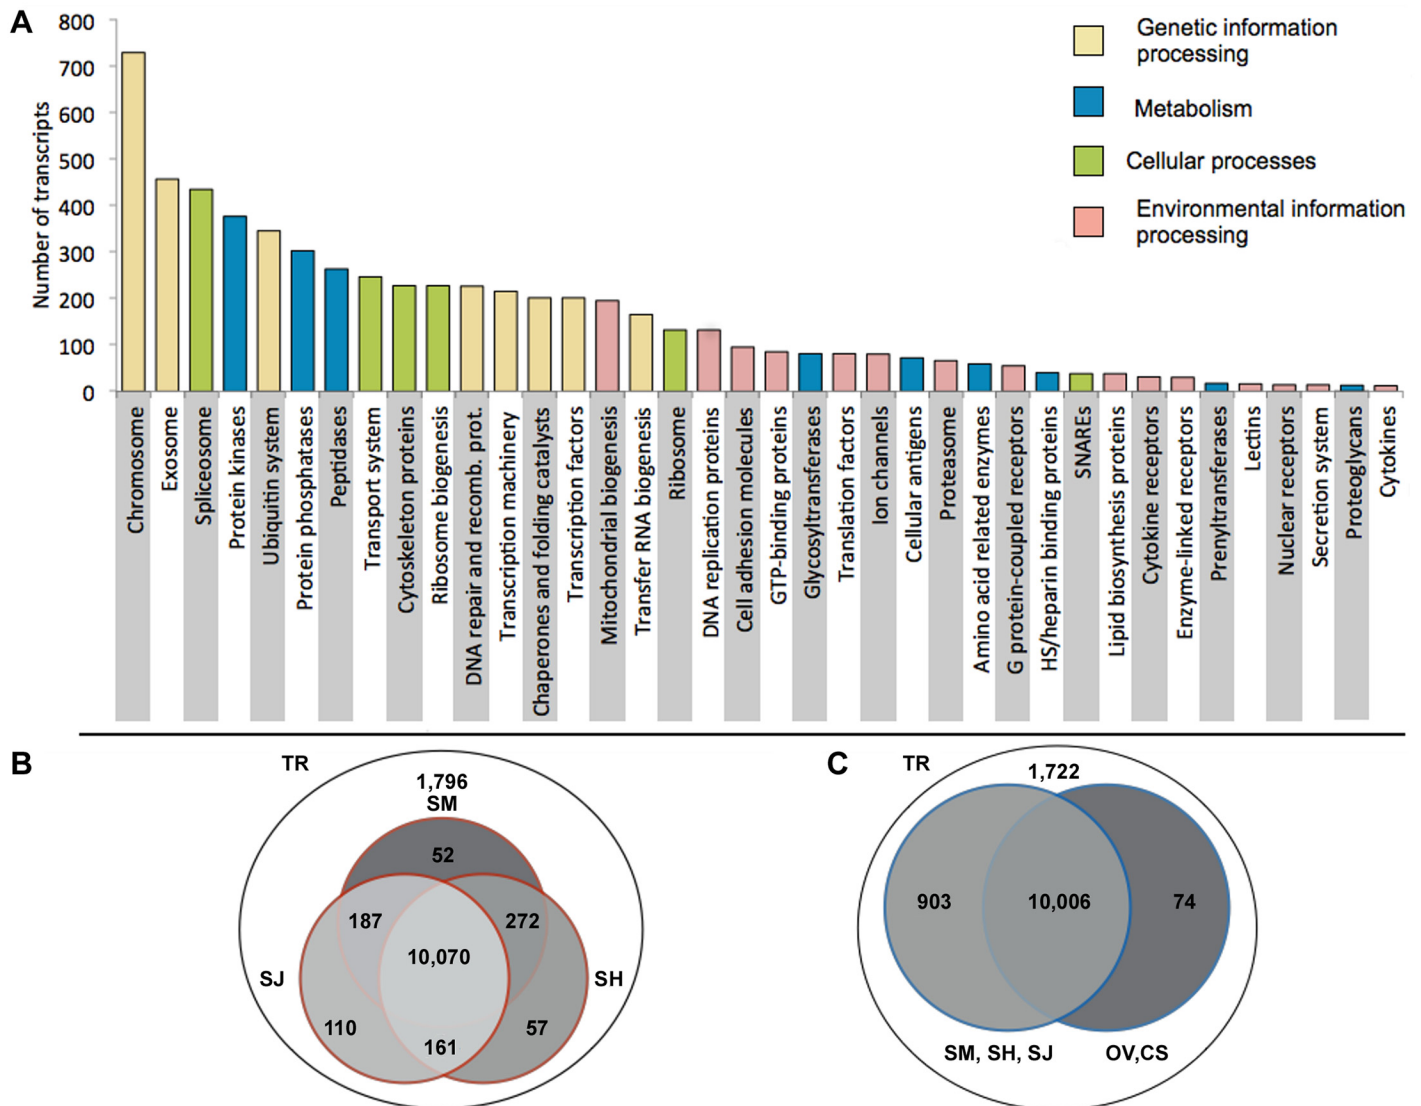 A
800
700
600
500
400
300
200
100
0
Number of transcripts
Genetic information
processing
Metabolism
Cellular processes
Environmental information
processing
Chromosome
Exosome
Spliceosome
Protein kinases
Ubiquitin system
Protein phosphatases
Peptidases
Transport system
Cytoskeleton proteins
Ribosome biogenesis
DNA repair and recomb. prot.
Transcription machinery
Chaperones and folding catalysts
Transcription factors
Mitochondrial biogenesis
Transfer RNA biogenesis
Ribosome
DNA replication proteins
Cell adhesion molecules
GTP-binding proteins
Glycosyltransferases
Translation factors
Ion channels
Cellular antigens
Proteasome
Amino acid related enzymes
G protein-coupled receptors
HS/heparin binding proteins
SNAREs
Lipid biosynthesis proteins
Cytokine receptors
Enzyme-linked receptors
Prenyltransferases
Lectins
Nuclear receptors
Secretion system
Proteoglycans
Cytokines
B
TR
1,796
SM
52
187
272
10,070
SJ
SH
110
57
161
C
TR
1,722
903
10,006
74
SM, SH, SJ
OV,CS